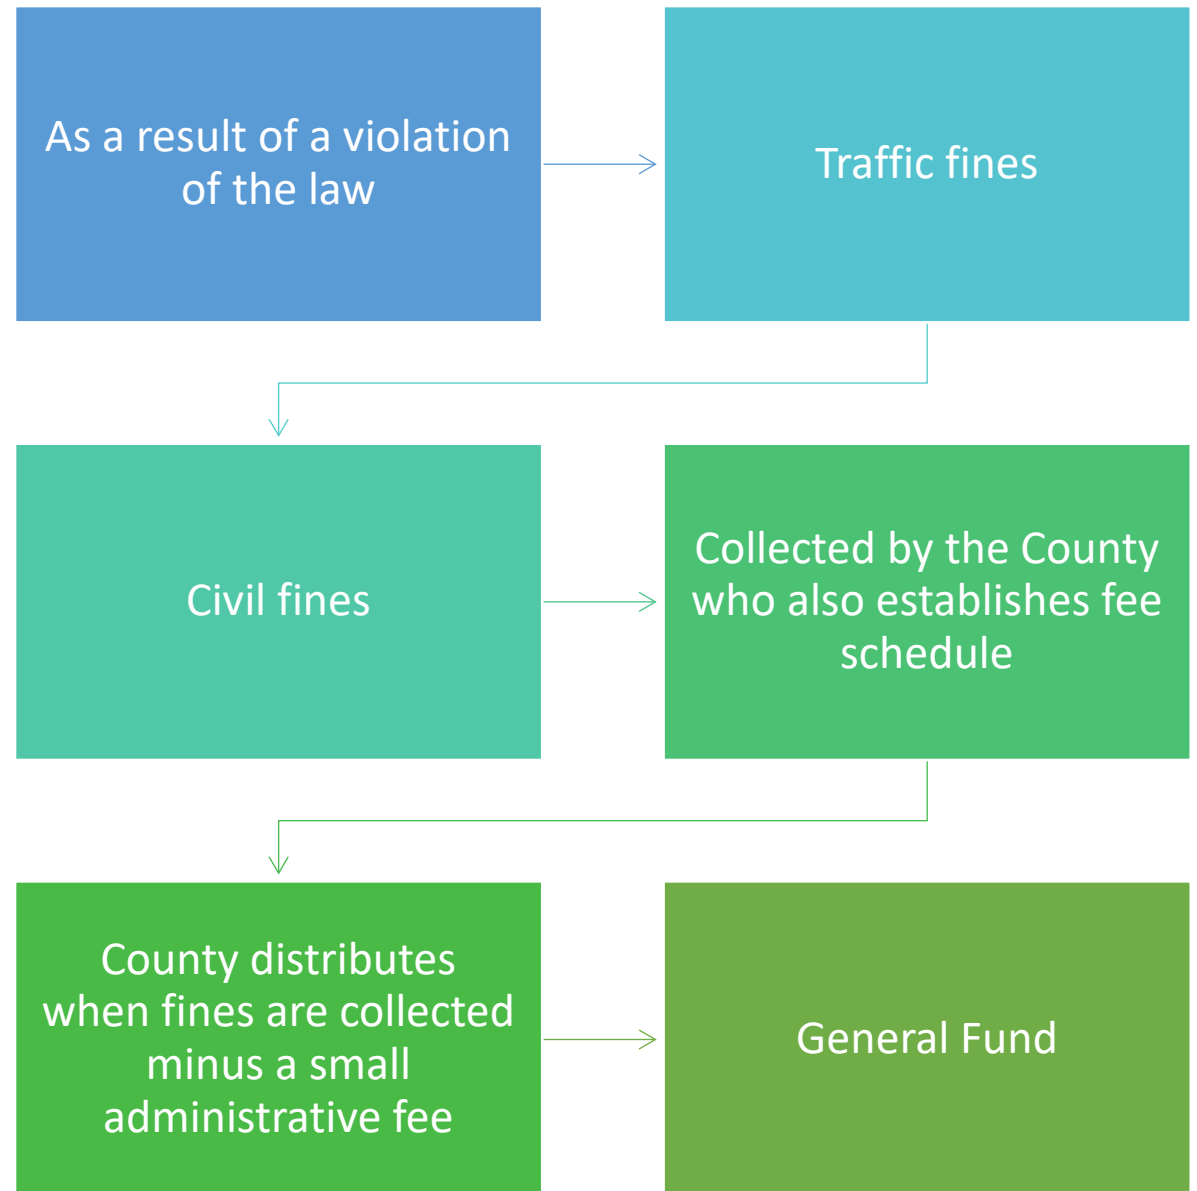 As a result of a violation
of the law
Traffic fines
Civil fines
Collected by the County
who also establishes fee
schedule
County distributes
when fines are collected
minus a small
administrative fee
General Fund